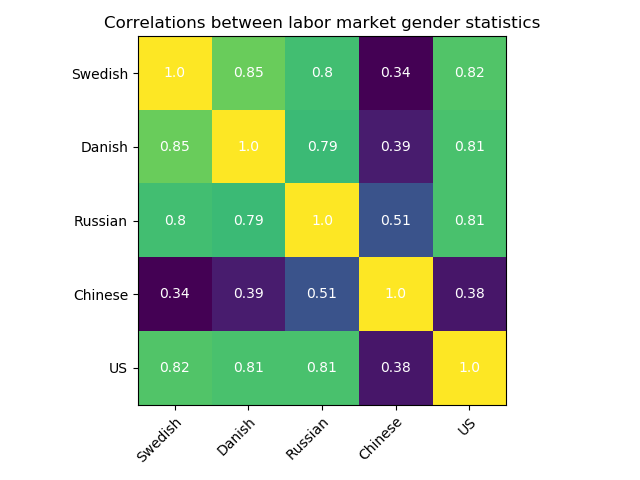 Correlations between labor market gender statistics
Swedish 1.0 0.85 0.8 0.34 0.82
Danish 0.85 1.0 0.79 0.39 0.81
Russian 0.8 0.79 1.0 0.51 0.81
Chinese 0.34 0.39 0.51 1.0 0.38
US 0.82 0.81 0.81 0.38 1.0
Swedish Danish Russian Chinese US